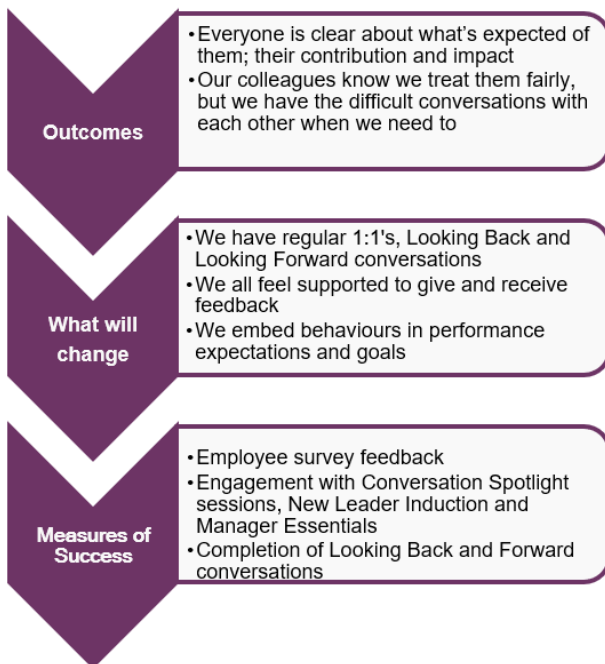 Outcomes
•Everyone is clear about what's expected of
them; their contribution and impact
•Our colleagues know we treat them fairly,
but we have the difficult conversations with
each other when we need to
What will
change
•We have regular 1:1's, Looking Back and
Looking Forward conversations
•We all feel supported to give and receive
feedback
•We embed behaviours in performance
expectations and goals
Measures of
Success
•Employee survey feedback
•Engagement with Conversation Spotlight
sessions, New Leader Induction and
Manager Essentials
•Completion of Looking Back and Forward
conversations